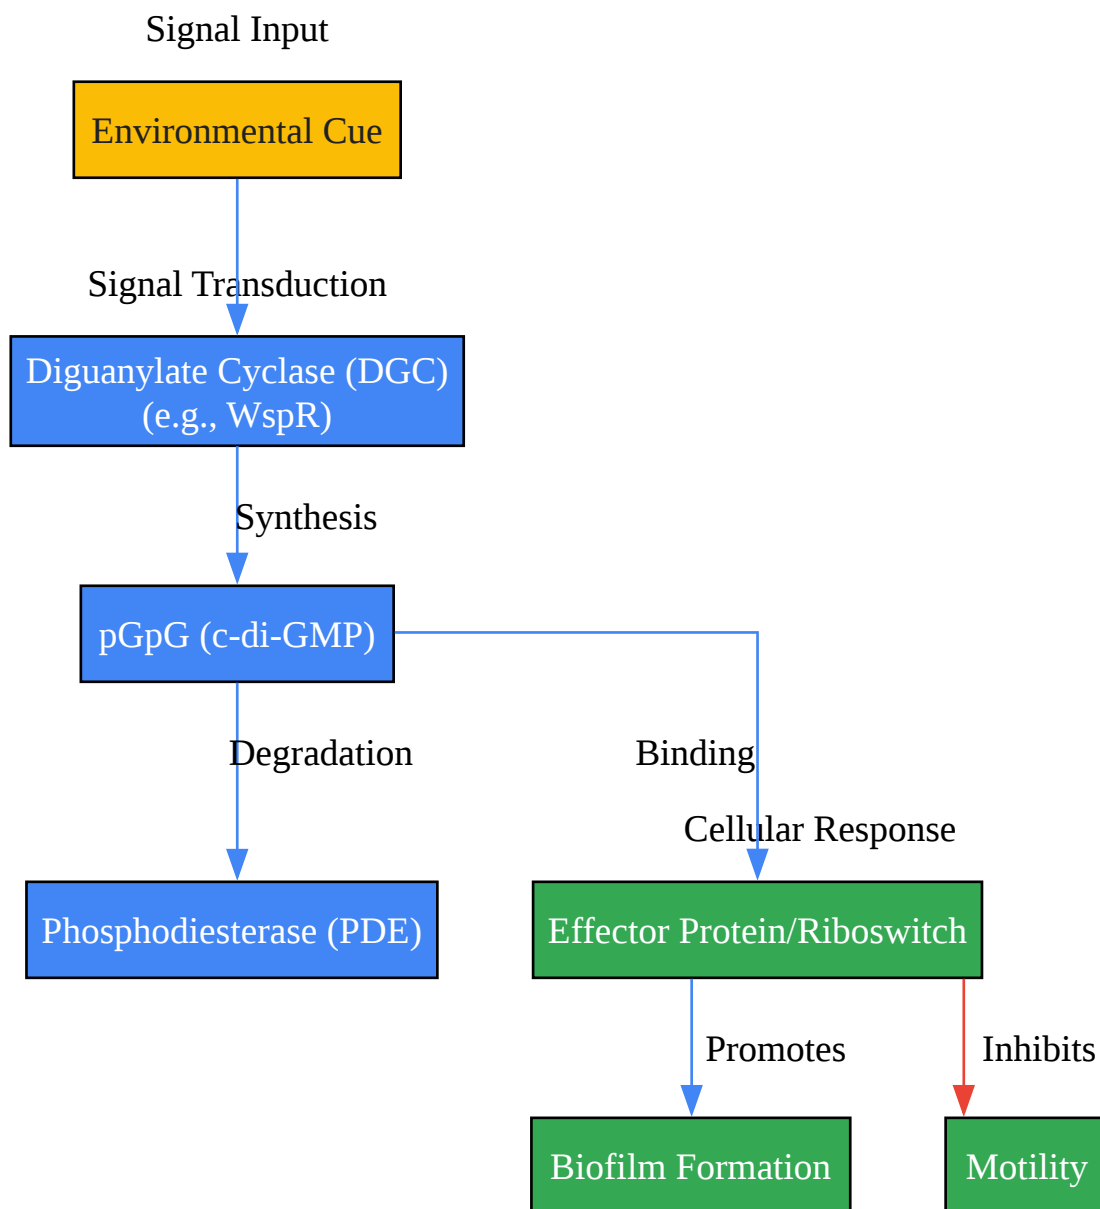 Signal Input
Environmental Cue
Signal Transduction
Diguanylate Cyclase (DGC)
(e.g., WspR)
Synthesis
pGpG (c-di-GMP)
Degradation
Binding
Cellular Response
Phosphodiesterase (PDE)
Effector Protein/Riboswitch
Promotes
Inhibits
Biofilm Formation
Motility